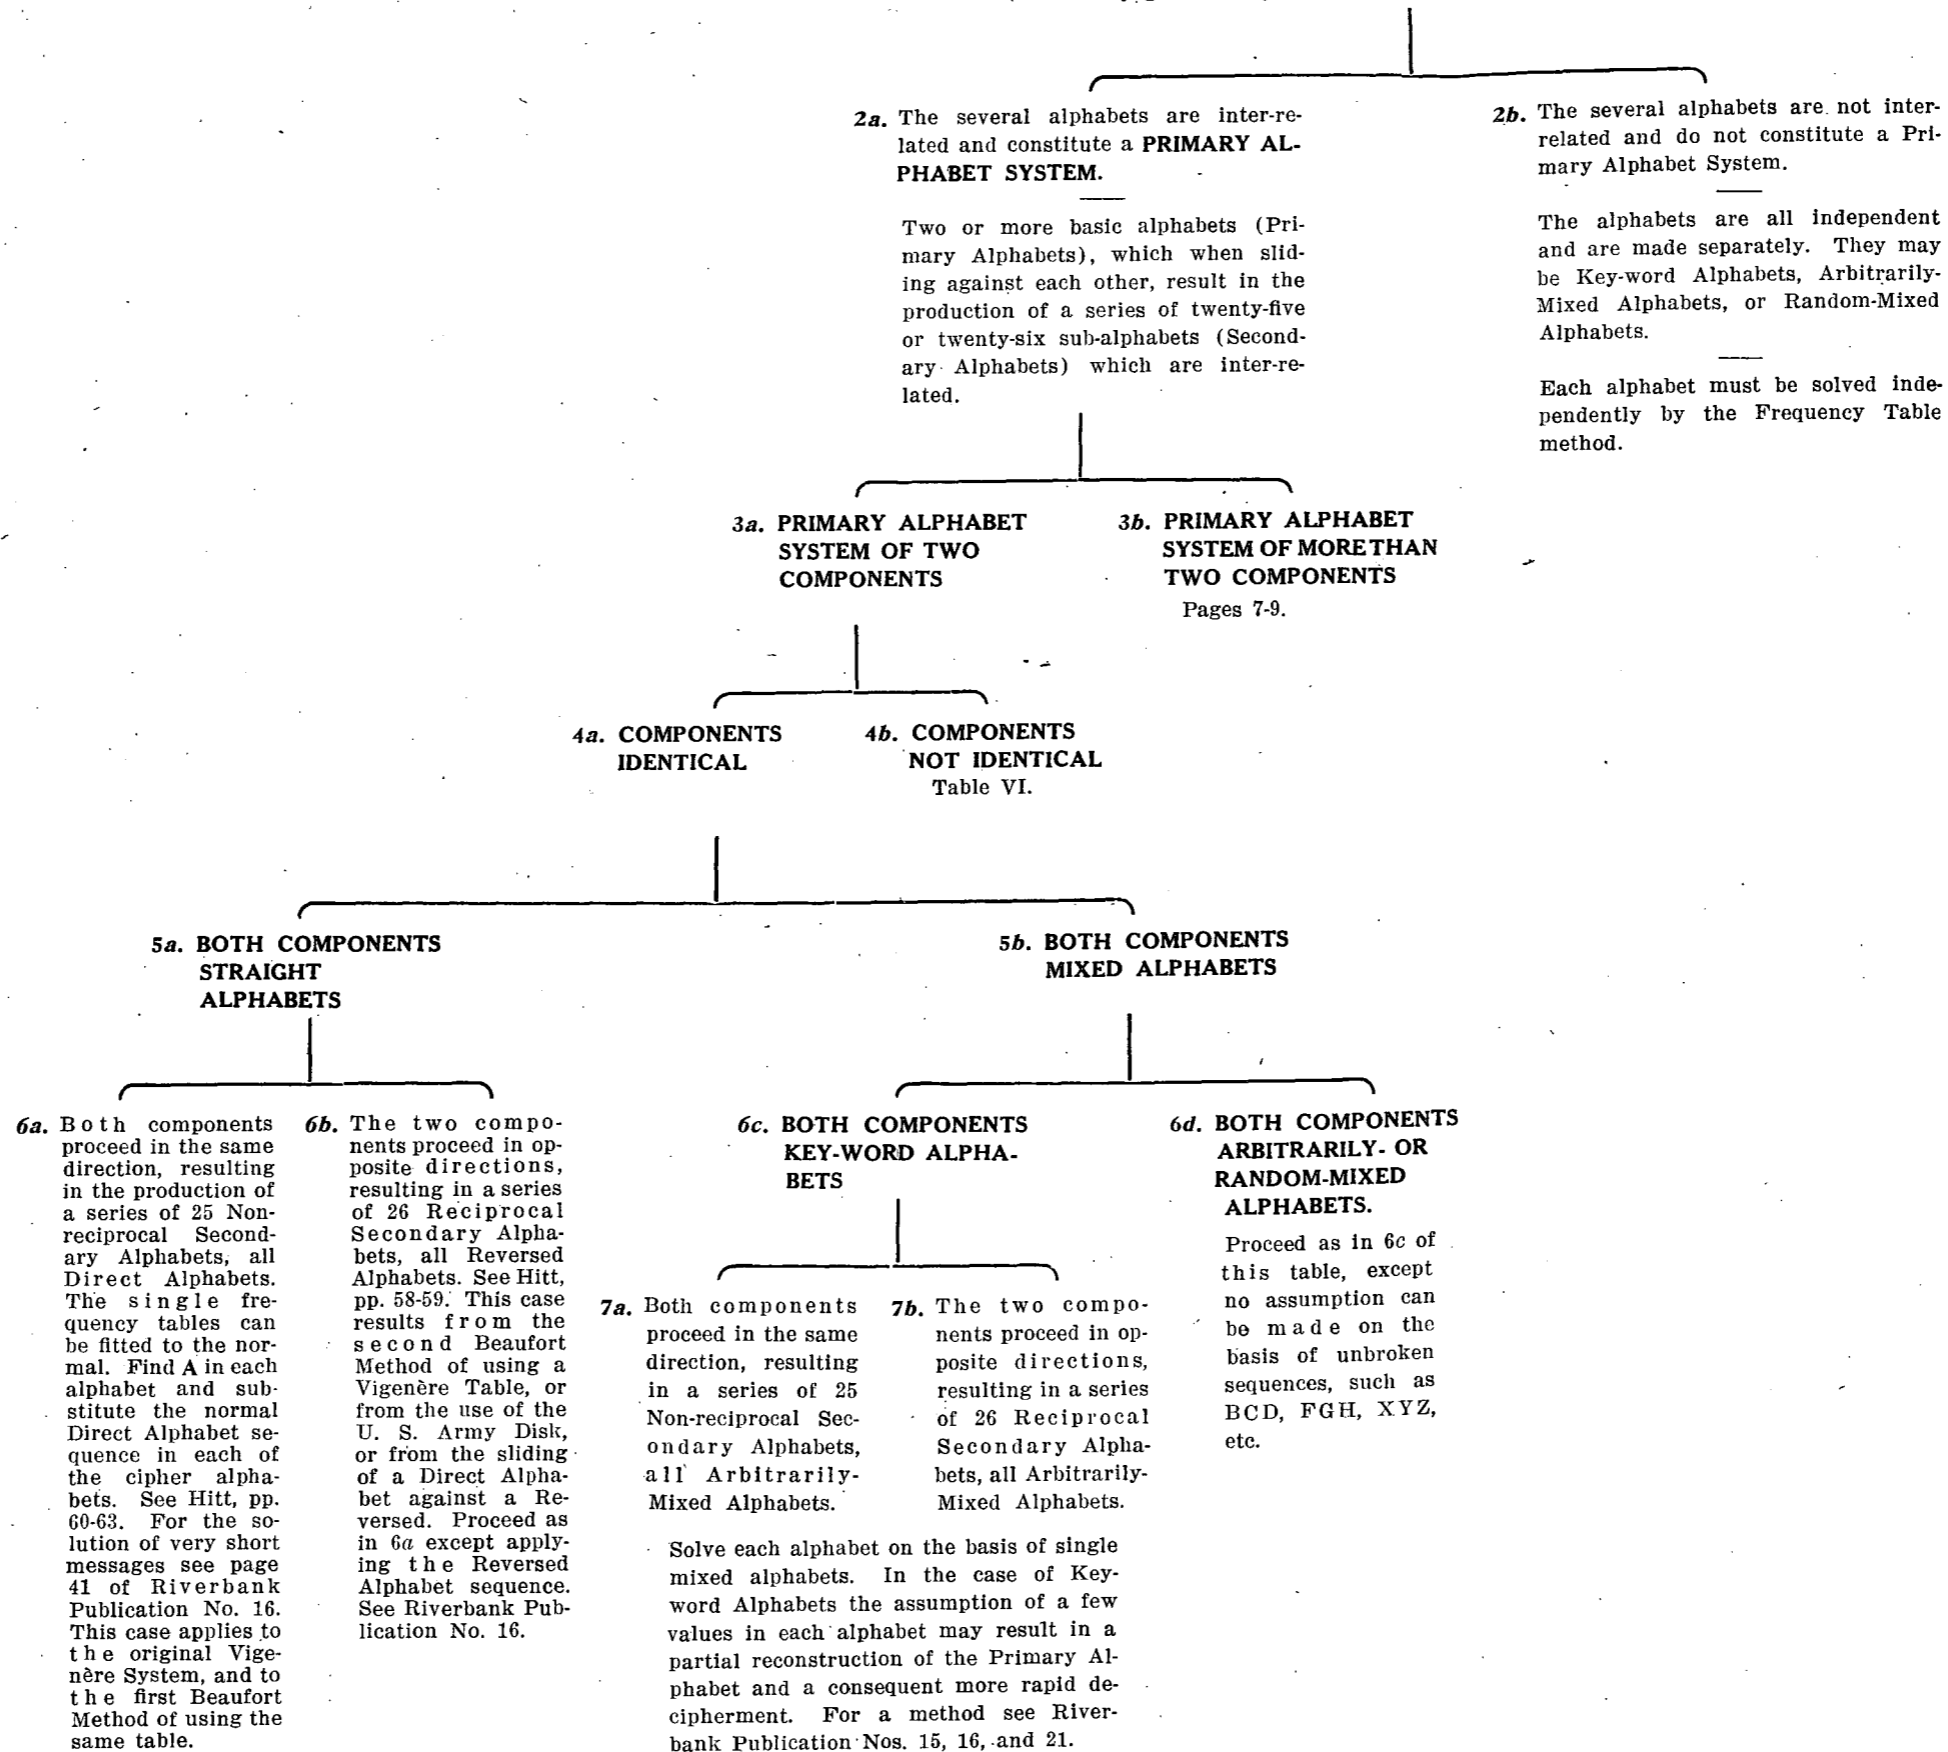 2a. The several alphabets are inter-re-
lated and constitute a PRIMARY AL-
PHABET SYSTEM.
Two or more basic alphabets (Pri-
mary Alphabets), which when slid-
ing against each other, result in the
production of a series of twenty-five
or twenty-six sub-alphabets (Second-
ary Alphabets) which are inter-re-
lated.
2b. The several alphabets are not inter-
related and do not constitute a Pri-
mary Alphabet System.
The alphabets are all independent
and are made separately. They may
be Key-word Alphabets, Arbitrarily-
Mixed Alphabets, or Random-Mixed
Alphabets.
Each alphabet must be solved inde-
pendently by the Frequency Table
method.
3a. PRIMARY ALPHABET
SYSTEM OF TWO
COMPONENTS
3b. PRIMARY ALPHABET
SYSTEM OF MORE THAN
TWO COMPONENTS
Pages 7-9.
4a. COMPONENTS
IDENTICAL
4b. COMPONENTS
NOT IDENTICAL
Table VI.
5a. BOTH COMPONENTS
STRAIGHT
ALPHABETS
5b. BOTH COMPONENTS
MIXED ALPHABETS
6a. Both components
proceed in the same
direction, resulting
in the production of
a series of 25 Non-
reciprocal Second-
ary Alphabets, all
Direct Alphabets.
The single fre-
quency tables can
be fitted to the nor-
mal. Find A in each
alphabet and sub-
stitute the normal
Direct Alphabet se-
quence in each of
the cipher alpha-
bets. See Hitt, pp.
60-63. For the so-
lution of very short
messages see page
41 of Riverbank
Publication No. 16.
This case applies to
the original Vige-
nère System, and to
the first Beaufort
Method of using the
same table.
6b. The two compo-
nents proceed in op-
posite directions,
resulting in a series
of 26 Reciprocal
Secondary Alpha-
bets, all Reversed
Alphabets. See Hitt,
pp. 58-59. This case
results from the
second Beaufort
Method of using a
Vigenère Table, or
from the use of the
U. S. Army Disk,
or from the sliding
of a Direct Alpha-
bet against a Re-
versed. Proceed as
in 6a except apply-
ing the Reversed
Alphabet sequence.
See Riverbank Pub-
lication No. 16.
6c. BOTH COMPONENTS
KEY-WORD ALPHA-
BETS
6d. BOTH COMPONENTS
ARBITRARILY- OR
RANDOM-MIXED
ALPHABETS.
Proceed as in 6c of
this table, except
no assumption can
be made on the
basis of unbroken
sequences, such as
BCD, FGH, XYZ,
etc.
7a. Both components
proceed in the same
direction, resulting
in a series of 25
Non-reciprocal Sec-
ondary Alphabets,
all Arbitrarily-
Mixed Alphabets.
7b. The two compo-
nents proceed in op-
posite directions,
resulting in a series
of 26 Reciprocal
Secondary Alpha-
bets, all Arbitrarily-
Mixed Alphabets.
Solve each alphabet on the basis of single
mixed alphabets. In the case of Key-
word Alphabets the assumption of a few
values in each alphabet may result in a
partial reconstruction of the Primary Al-
phabet and a consequent more rapid de-
cipherment. For a method see River-
bank Publication Nos. 15, 16, and 21.